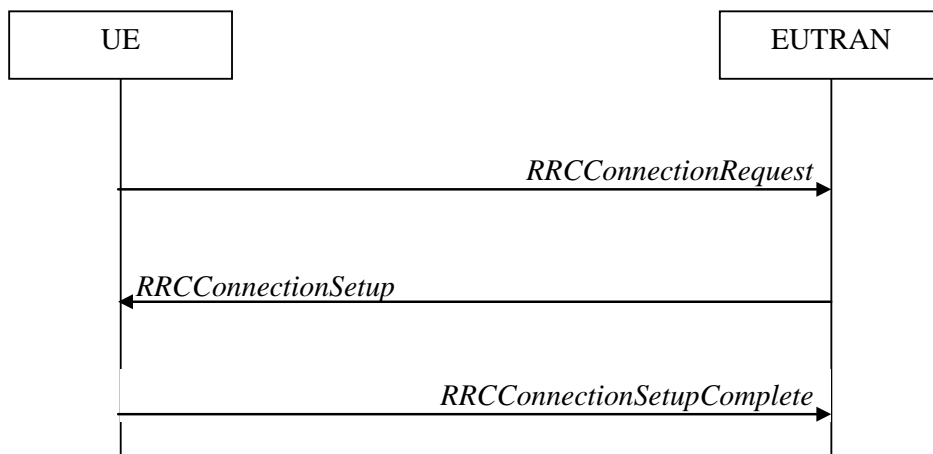 UE
EUTRAN
RRCConnectionRequest
RRCConnectionSetup
RRCConnectionSetupComplete